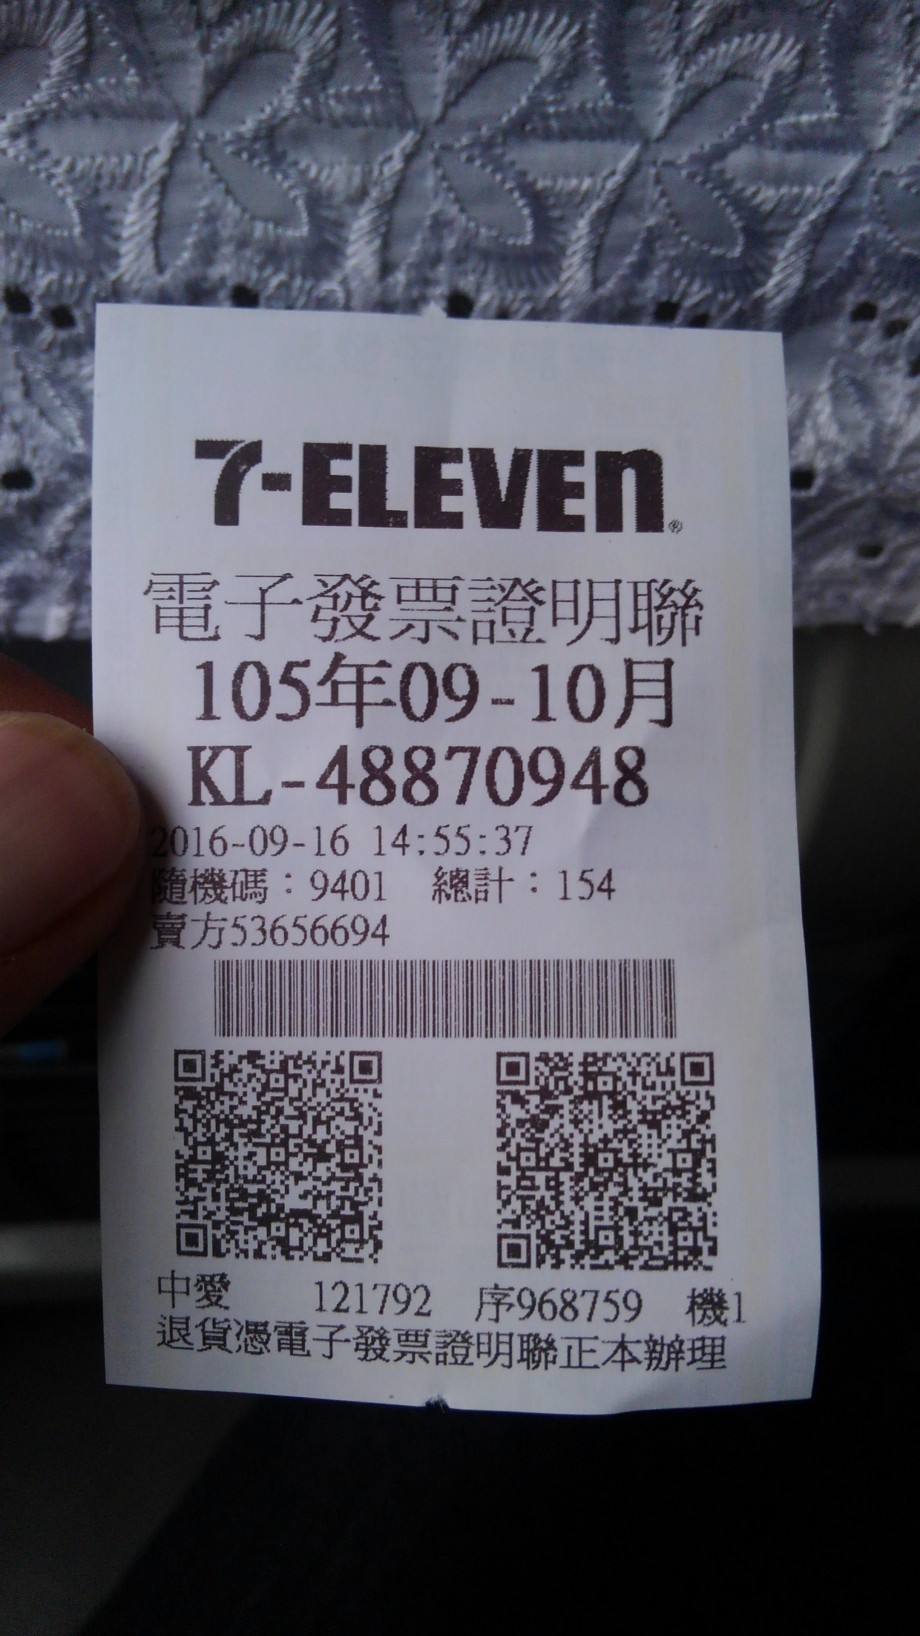 7-ELEVEN®
電子發票證明聯
105年09-10月
KL-48870948
2016-09-16 14:55:37
隨機碼：9401 總計：154
賣方53656694
中愛 121792 序968759 機1
退貨憑電子發票證明聯正本辦理